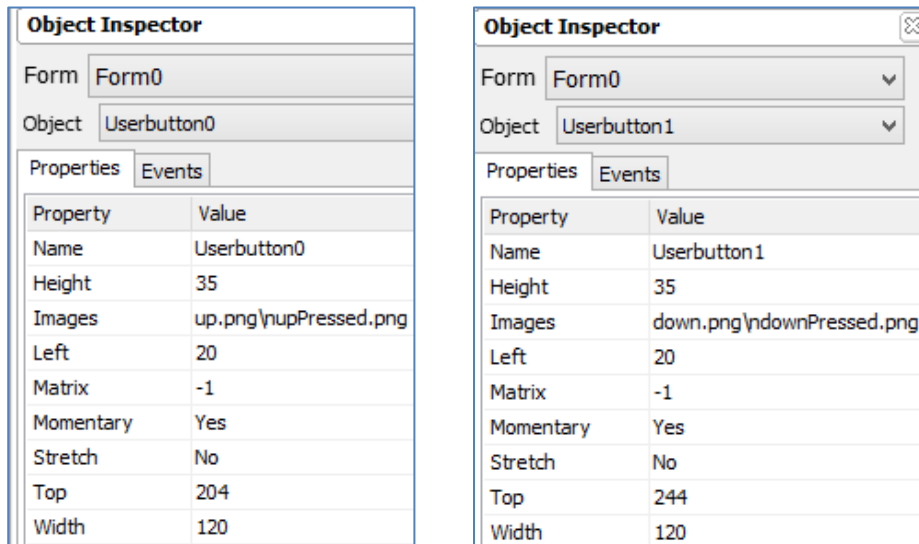 Object Inspector
Form Form0
Object Userbutton0
Properties Events
Property Value
Name Userbutton0
Height 35
Images up.png\nupPressed.png
Left 20
Matrix -1
Momentary Yes
Stretch No
Top 204
Width 120
Object Inspector
Form Form0
Object Userbutton1
Properties Events
Property Value
Name Userbutton1
Height 35
Images down.png\ndownPressed.png
Left 20
Matrix -1
Momentary Yes
Stretch No
Top 244
Width 120